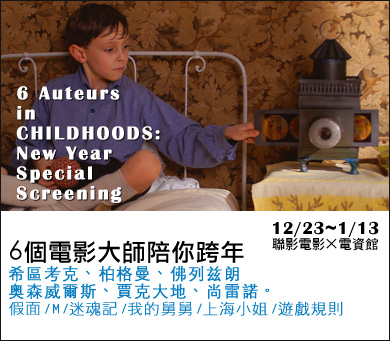 6 Auteurs
in
CHILDHOODS:
New Year
Special
Screening
12/23~1/13
聯影電影×電資館
6個電影大師陪你跨年
希區考克、柏格曼、佛列茲朗
奧森威爾斯、賈克大地、尚雷諾。
假面/M/迷魂記/我的舅舅/上海小姐/遊戲規則